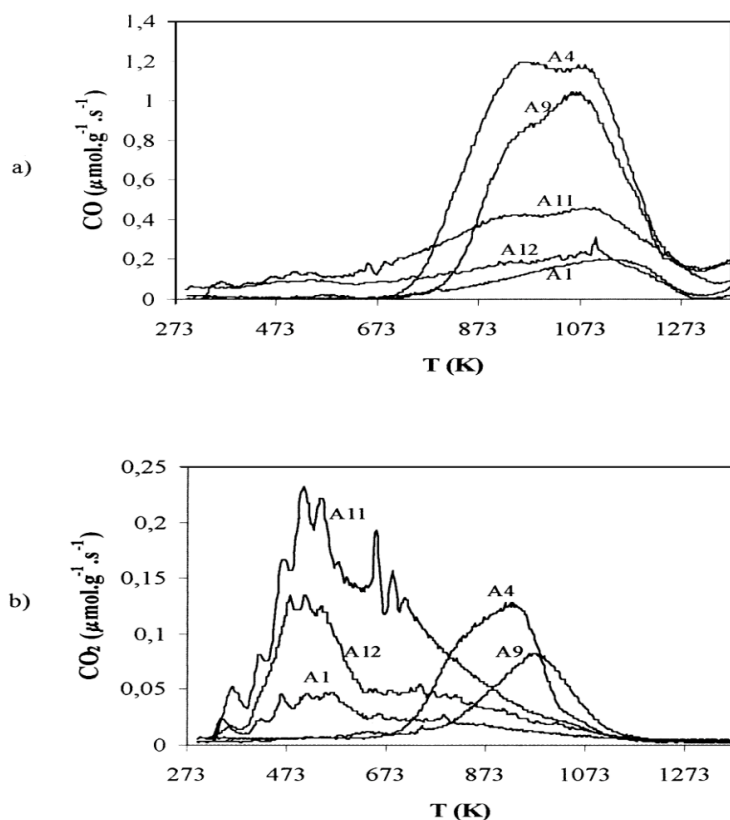 a)
CO (µmol.g⁻¹.s⁻¹)
1,4
1,2
1
0,8
0,6
0,4
0,2
0
A4
A9
A11
A12
A1
273 473 673 873 1073 1273
T (K)
b)
CO₂ (µmol.g⁻¹.s⁻¹)
0,25
0,2
0,15
0,1
0,05
0
A11
A12
A1
A4
A9
273 473 673 873 1073 1273
T (K)